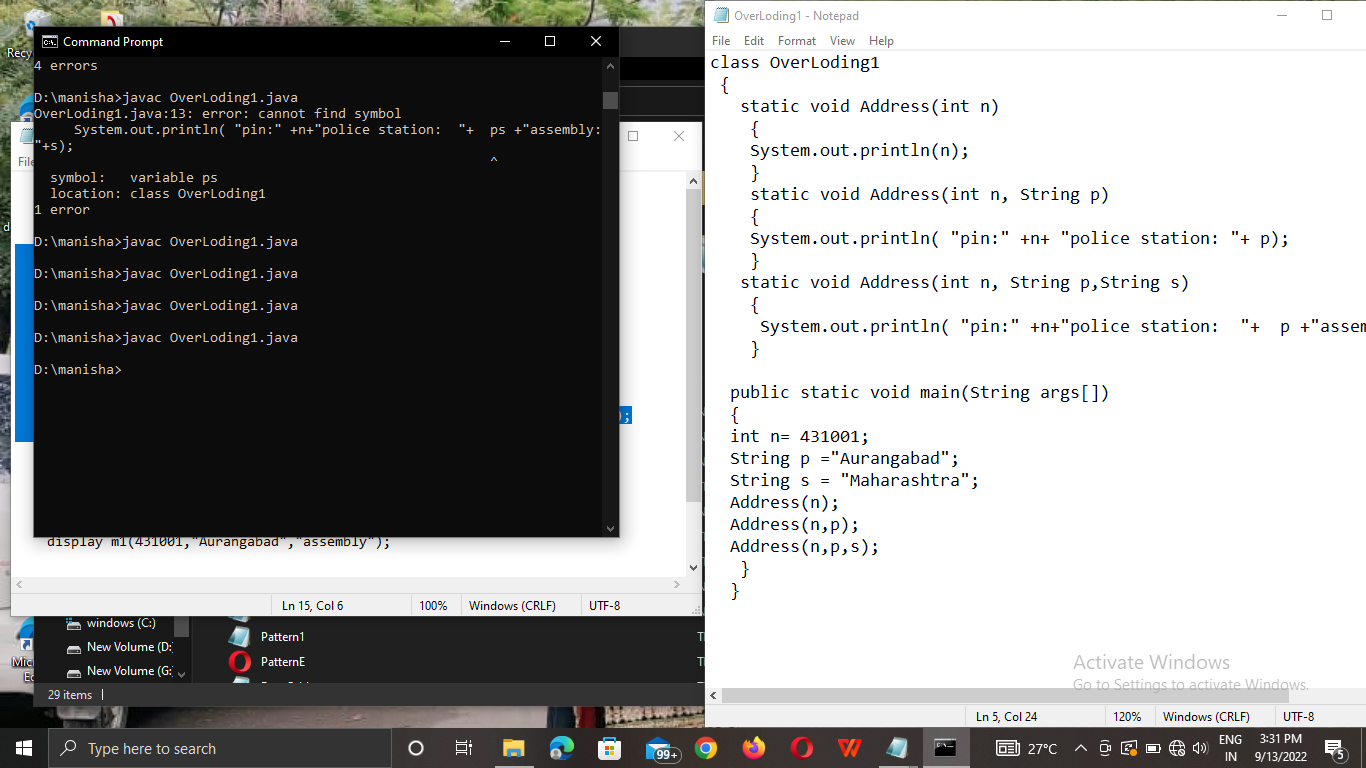 Recy
Command Prompt
4 errors
D:\manisha>javac OverLoding1.java
OverLoding1.java:13: error: cannot find symbol
System.out.println( "pin:" +n+"police station:  "+  ps +"assembly:
"+s);
^
symbol:   variable ps
location: class OverLoding1
1 error
D:\manisha>javac OverLoding1.java
D:\manisha>javac OverLoding1.java
D:\manisha>javac OverLoding1.java
D:\manisha>javac OverLoding1.java
D:\manisha>
File
);
display m1(431001,"Aurangabad","assembly");
Ln 15, Col 6
100%
Windows (CRLF)
UTF-8
windows (C:)
New Volume (D:
New Volume (G:
Pattern1
PatternE
29 items
OverLoding1 - Notepad
File Edit Format View Help
class OverLoding1
{
static void Address(int n)
{
System.out.println(n);
}
static void Address(int n, String p)
{
System.out.println( "pin:" +n+ "police station: "+ p);
}
static void Address(int n, String p,String s)
{
System.out.println( "pin:" +n+"police station:  "+  p +"assem
}
public static void main(String args[])
{
int n= 431001;
String p ="Aurangabad";
String s = "Maharashtra";
Address(n);
Address(n,p);
Address(n,p,s);
}
}
Activate Windows
Go to Settings to activate Windows.
Ln 5, Col 24
120%
Windows (CRLF)
UTF-8
Type here to search
99+
27°C
ENG
IN
3:31 PM
9/13/2022
5